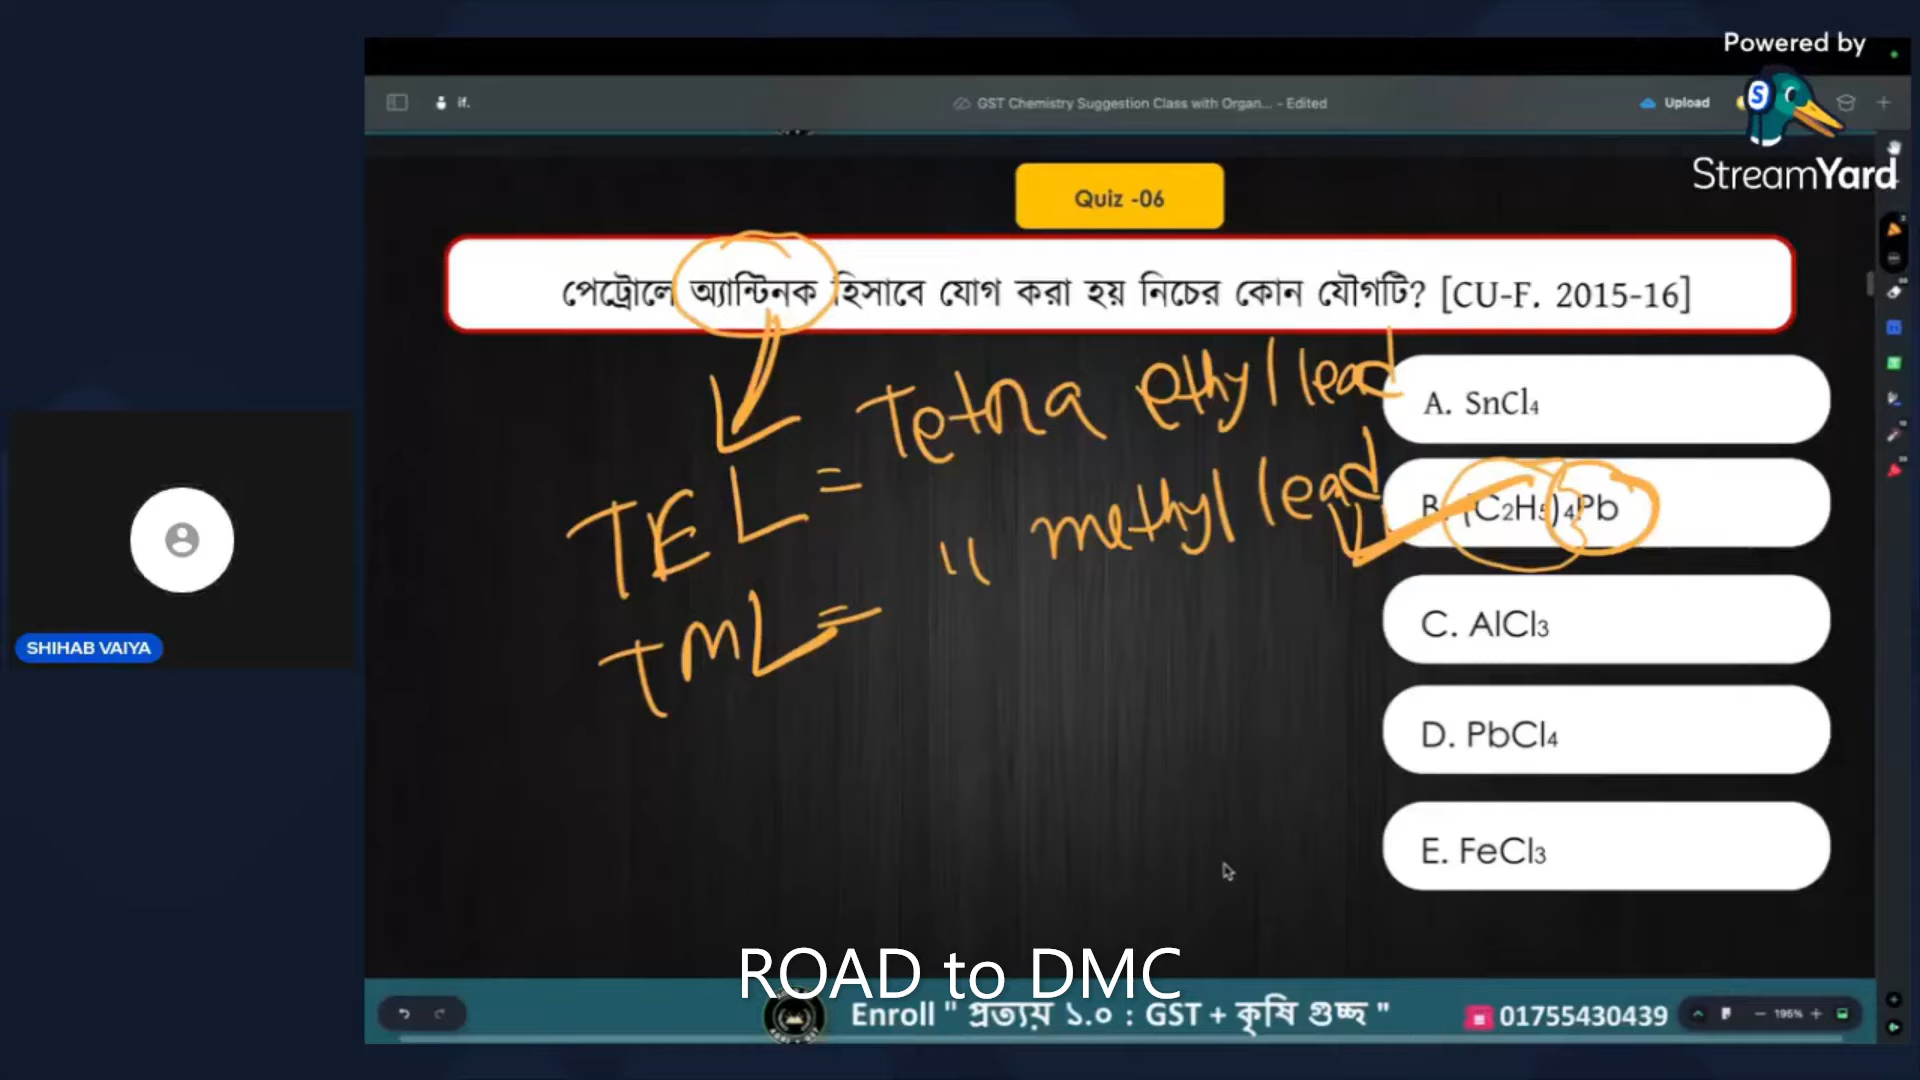 Powered by
StreamYard
if.
GST Chemistry Suggestion Class with Organ... - Edited
Upload
Quiz -06
পেট্রোলে অ্যান্টিনক হিসাবে যোগ করা হয় নিচের কোন যৌগটি? [CU-F. 2015-16]
TEL = Tetra ethyl lead
TML = " methyl lead
A. SnCl₄
B. (C₂H₅)₄Pb
C. AlCl₃
D. PbCl₄
E. FeCl₃
SHIHAB VAIYA
ROAD to DMC
Enroll " প্রত্যয় ১.০ : GST + কৃষি গুচ্ছ "
01755430439
195%